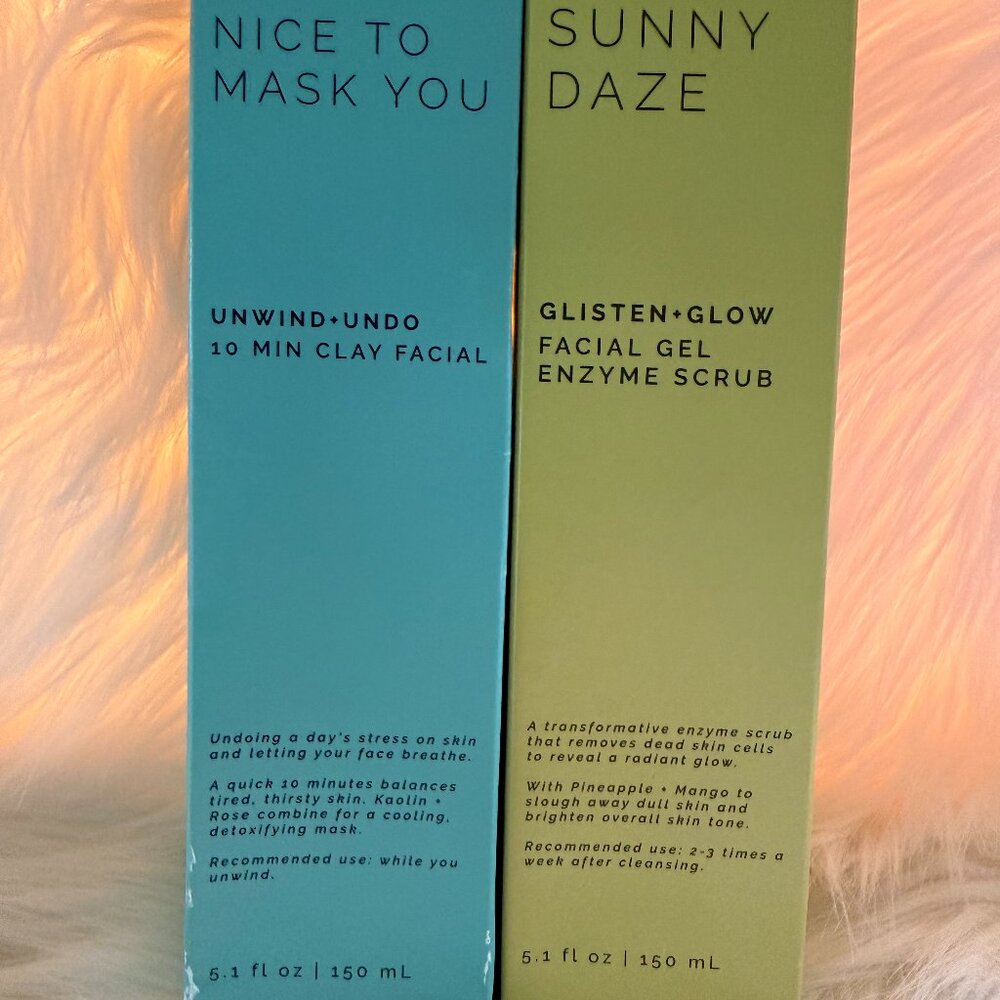 NICE TO
MASK YOU
UNWIND+UNDO
10 MIN CLAY FACIAL
Undoing a day's stress on skin
and letting your face breathe.
A quick 10 minutes balances
tired, thirsty skin. Kaolin +
Rose combine for a cooling,
detoxifying mask.
Recommended use: while you
unwind.
5.1 fl oz | 150 mL
SUNNY
DAZE
GLISTEN+GLOW
FACIAL GEL
ENZYME SCRUB
A transformative enzyme scrub
that removes dead skin cells
to reveal a radiant glow.
With Pineapple + Mango to
slough away dull skin and
brighten overall skin tone.
Recommended use: 2-3 times a
week after cleansing.
5.1 fl oz | 150 mL